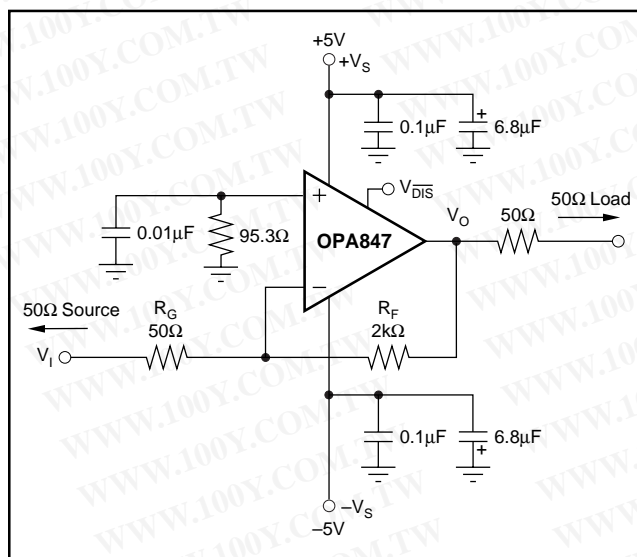 +5V
+V_S
0.1µF
+
6.8µF
+
V_DIS
V_O
50Ω Load
50Ω
0.01µF
95.3Ω
OPA847
−
50Ω Source
R_G
50Ω
R_F
2kΩ
V_I
0.1µF
6.8µF
+
−V_S
−5V
WWW.100Y.COM.TW